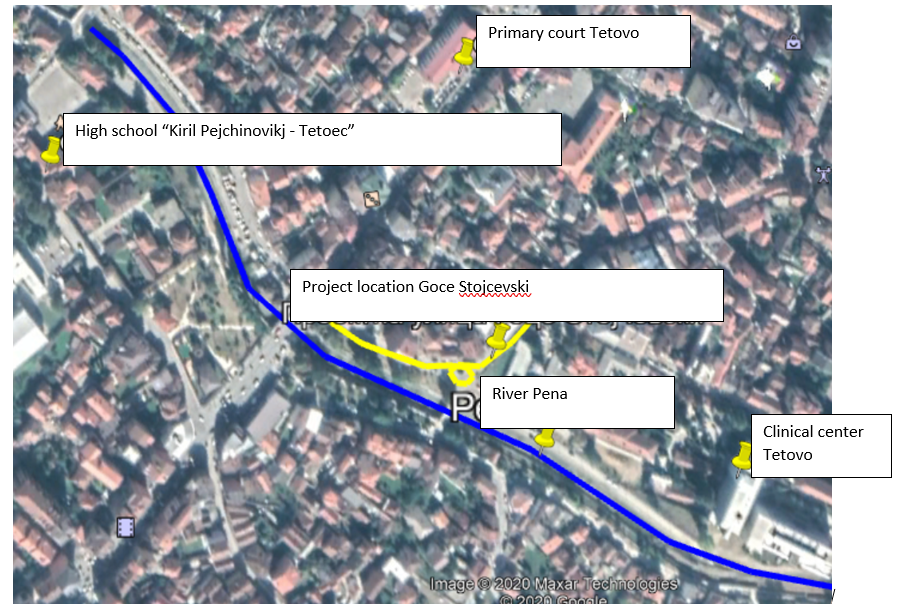 Primary court Tetovo
High school “Kiril Pejchinovikj - Tetoec”
Project location Goce Stojcevski
River Pena
Clinical center
Tetovo
Image © 2020 Maxar Technologies
© 2020 Google